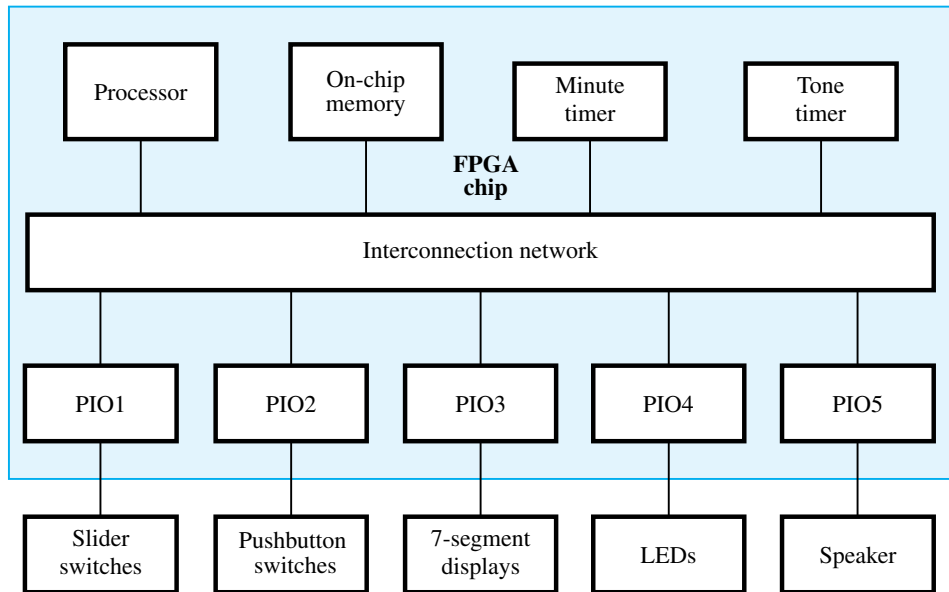 Processor
On-chip
memory
Minute
timer
Tone
timer
FPGA
chip
Interconnection network
PIO1
PIO2
PIO3
PIO4
PIO5
Slider
switches
Pushbutton
switches
7-segment
displays
LEDs
Speaker